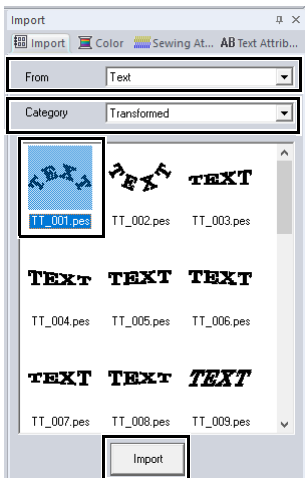 Import
Import Color Sewing At... AB Text Attrib...
From Text
Category Transformed
TEXT TEXT TEXT
TT_001.pes TT_002.pes TT_003.pes
TEXT TEXT TEXT
TT_004.pes TT_005.pes TT_006.pes
TEXT TEXT TEXT
TT_007.pes TT_008.pes TT_009.pes
Import